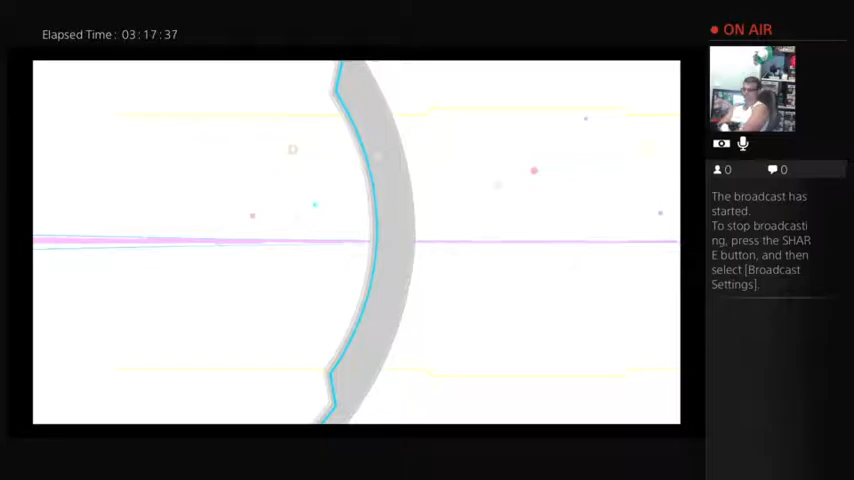 Elapsed Time : 03:17:37
ON AIR
0
0
The broadcast has
started.
To stop broadcasti
ng, press the SHAR
E button, and then
select [Broadcast
Settings].
D